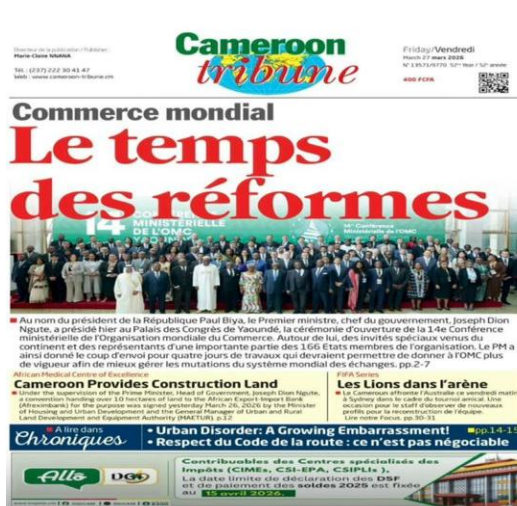 Directeur de la publication / Publisher:
Marie-Claire NNANA
Tél. : (237) 222 30 41 47
Web : www.cameroon-tribune.cm
Cameroon
tribune
Friday/Vendredi
March 27 mars 2026
N° 13571/9770 52nd Year / 52e année
400 FCFA
Commerce mondial
Le temps
des réformes
14
MINISTÉRIELLE
DE L'OMC
14e Conférence
Ministérielle de l'OMC
Au nom du président de la République Paul Biya, le Premier ministre, chef du gouvernement, Joseph Dion
Ngute, a présidé hier au Palais des Congrès de Yaoundé, la cérémonie d'ouverture de la 14e Conférence
ministérielle de l'Organisation mondiale du Commerce. Autour de lui, des invités spéciaux venus du
continent et des représentants d'une importante partie des 166 Etats membres de l'organisation. Le PM a
ainsi donné le coup d'envoi pour quatre jours de travaux qui devraient permettre de donner à l'OMC plus
de vigueur afin de mieux gérer les mutations du système mondial des échanges. pp.2-7
African Medical Centre of Excellence
Cameroon Provides Construction Land
Under the supervision of the Prime Minister, Head of Government, Joseph Dion Ngute,
a convention handing over 10 hectares of land to the African Export-Import Bank
(Afreximbank) for the purpose was signed yesterday March 26, 2026 by the Minister
of Housing and Urban Development and the General Manager of Urban and Rural
Land Development and Equipment Authority (MAETUR). p.12
FIFA Series
Les Lions dans l'arène
Le Cameroun affronte l'Australie ce vendredi matin
à Sydney dans le cadre du tournoi amical. Une
occasion pour le staff d'observer de nouveaux
profils pour la reconstruction de l'équipe.
Lire notre Focus. pp.30-31
A lire dans
Chroniques
• Urban Disorder: A Growing Embarrassment!
• Respect du Code de la route : ce n'est pas négociable
pp.14-15
Allo
DGI
Contribuables des Centres spécialisés des
Impôts (CIMEs, CSI-EPA, CSIPLIs ),
La date limite de déclaration des DSF
et de paiement des soldes 2025 est fixée
au 15 avril 2026.